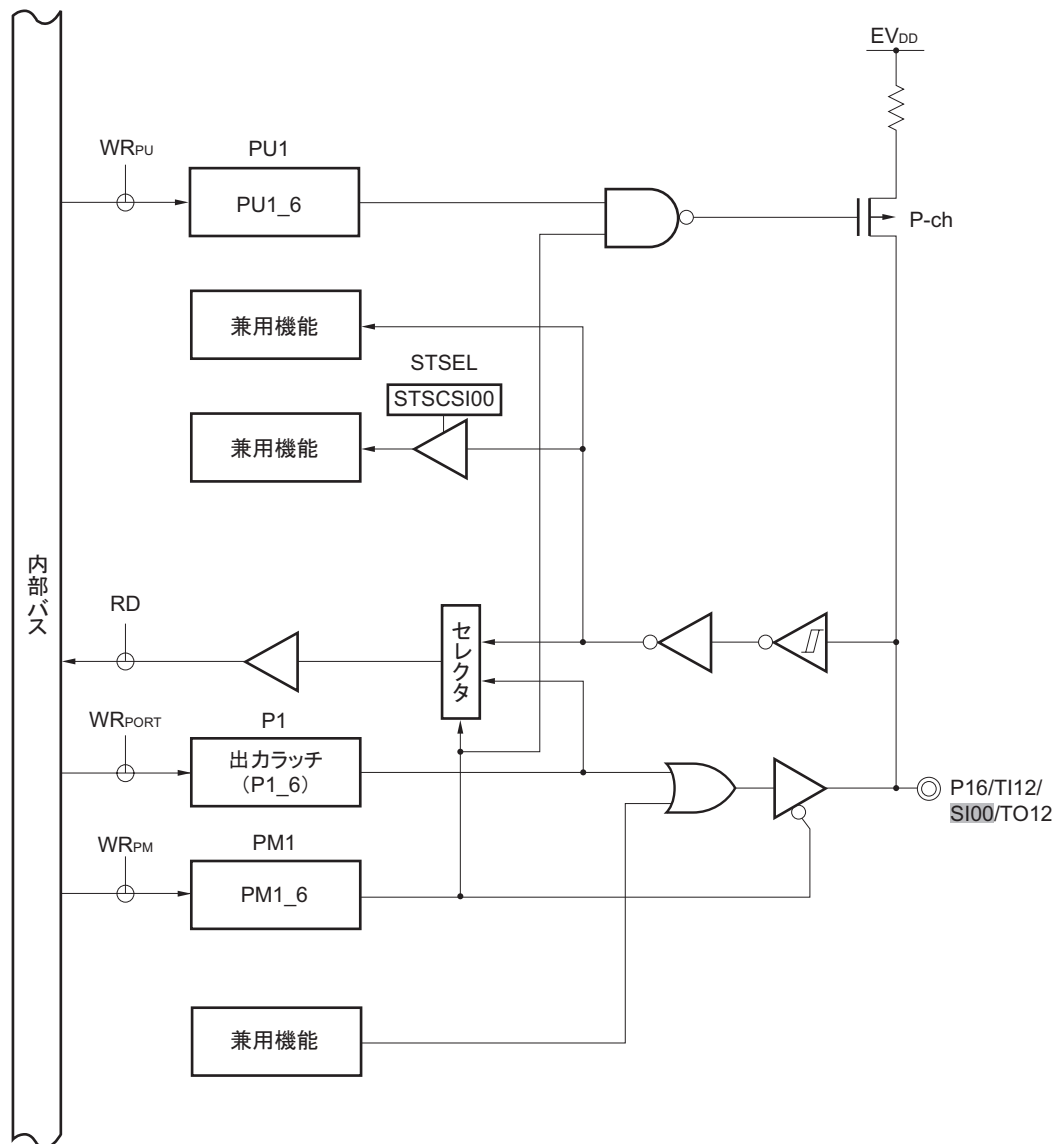 EVDD
WRPU
PU1
PU1_6
P-ch
兼用機能
STSEL
STSCSI00
兼用機能
内部バス
RD
セレクタ
WRPORT
P1
出力ラッチ
(P1_6)
P16/TI12/
SI00/TO12
WRPM
PM1
PM1_6
兼用機能